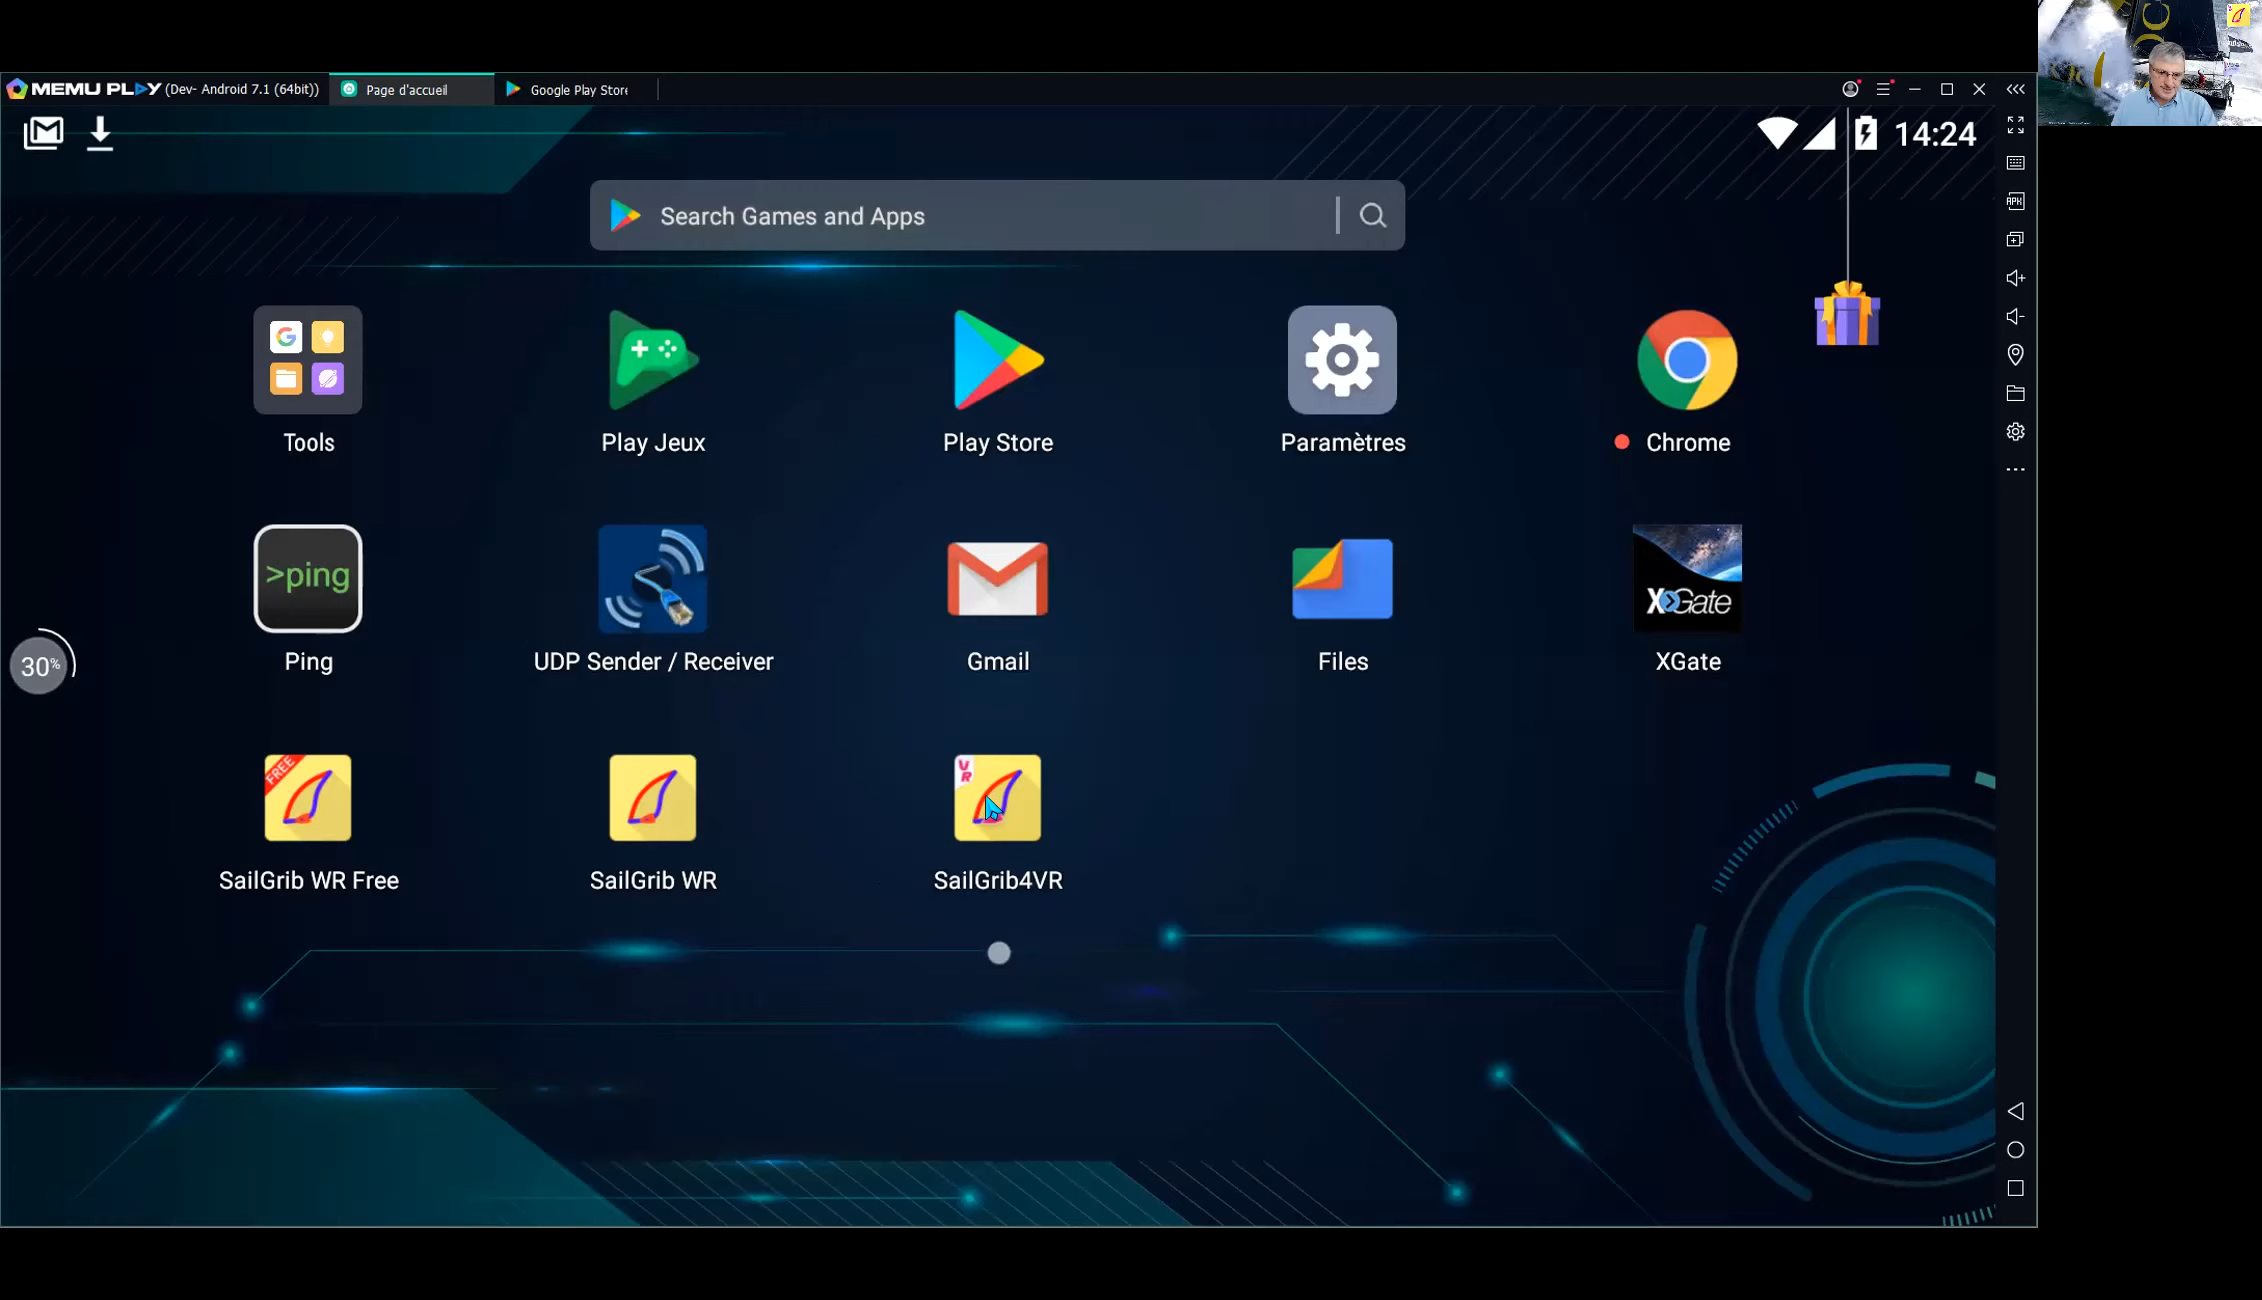 MEMU PLAY (Dev- Android 7.1 (64bit))
Page d'accueil
Google Play Store
14:24
APK
Search Games and Apps
Tools
Play Jeux
Play Store
Paramètres
Chrome
>ping
XGate
Ping
UDP Sender / Receiver
Gmail
Files
XGate
30%
FREE
VR
SailGrib WR Free
SailGrib WR
SailGrib4VR